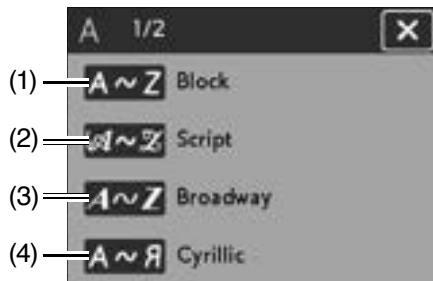 A 1/2 X
(1) A ~ Z Block
(2) A ~ Z Script
(3) A ~ Z Broadway
(4) A ~ Я Cyrillic